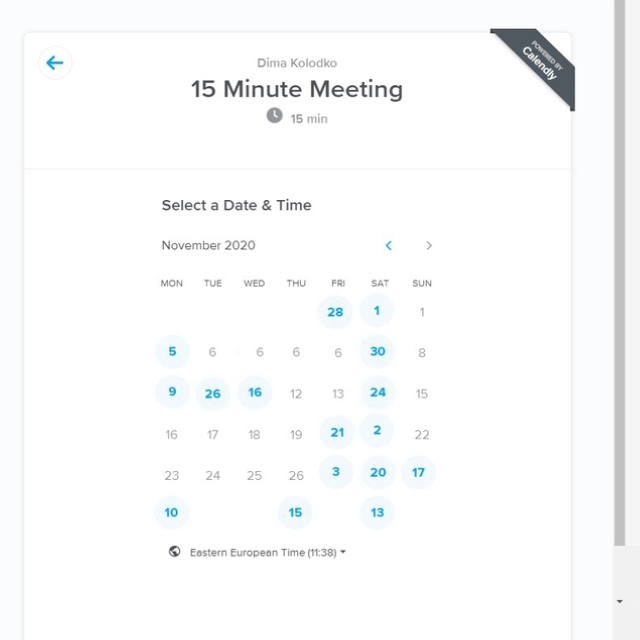 POWERED BY
Calendly
Dima Kolodko
15 Minute Meeting
15 min
Select a Date & Time
November 2020
MON TUE WED THU FRI SAT SUN
28 1 1
5 6 6 6 6 30 8
9 26 16 12 13 24 15
16 17 18 19 21 2 22
23 24 25 26 3 20 17
10 15 13
Eastern European Time (11:38)